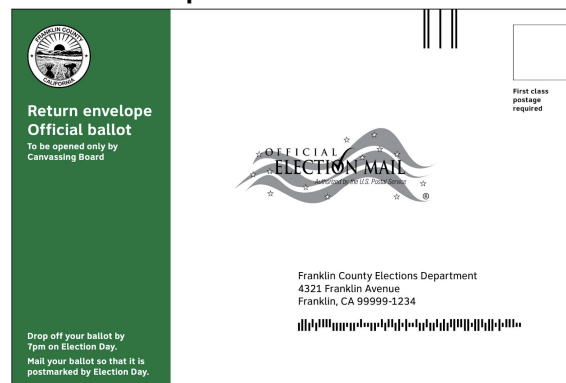 FRANKLIN COUNTY
CALIFORNIA
Return envelope
Official ballot
To be opened only by
Canvassing Board
Drop off your ballot by
7pm on Election Day.
Mail your ballot so that it is
postmarked by Election Day.
First class
postage
required
OFFICIAL
ELECTION MAIL
Authorized by the U.S. Postal Service
®
Franklin County Elections Department
4321 Franklin Avenue
Franklin, CA 99999-1234